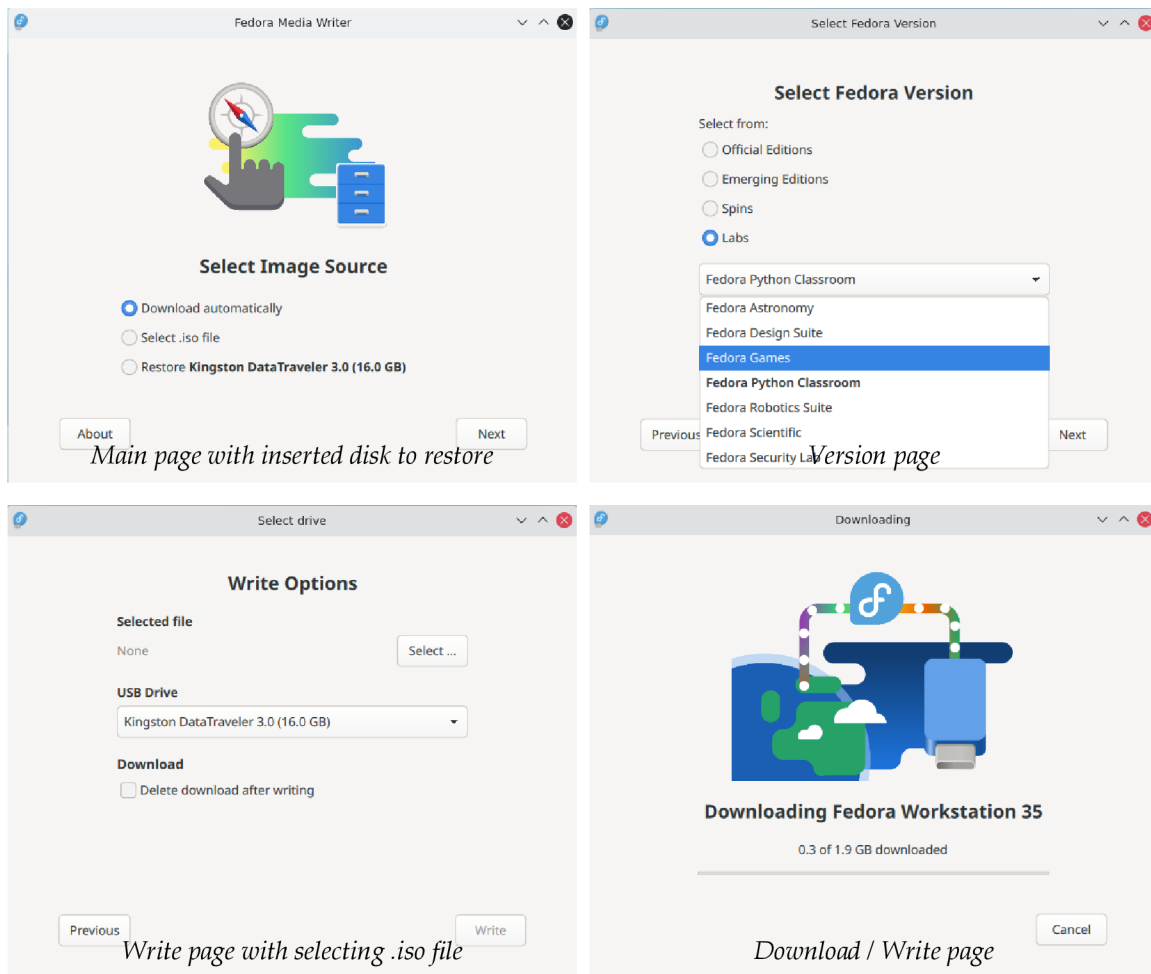 Fedora Media Writer
Select Image Source
Download automatically
Select .iso file
Restore Kingston DataTraveler 3.0 (16.0 GB)
About
Next
Main page with inserted disk to restore
Select Fedora Version
Select Fedora Version
Select from:
Official Editions
Emerging Editions
Spins
Labs
Fedora Python Classroom
Fedora Astronomy
Fedora Design Suite
Fedora Games
Fedora Python Classroom
Fedora Robotics Suite
Fedora Scientific
Fedora Security Lab
Previous
Next
Version page
Select drive
Write Options
Selected file
None
Select ...
USB Drive
Kingston DataTraveler 3.0 (16.0 GB)
Download
Delete download after writing
Previous
Write
Write page with selecting .iso file
Downloading
Downloading Fedora Workstation 35
0.3 of 1.9 GB downloaded
Cancel
Download / Write page